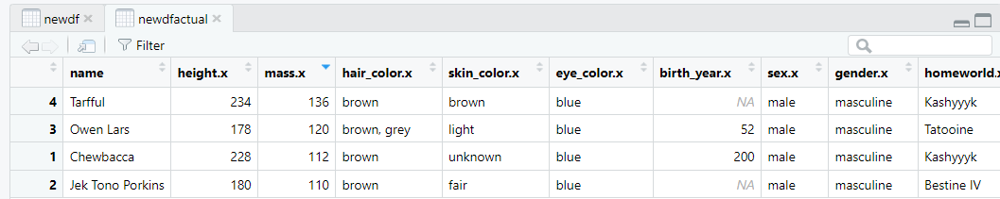 newdf newdfactual
Filter
name height.x mass.x hair_color.x skin_color.x eye_color.x birth_year.x sex.x gender.x homeworld.x
4 Tarfful 234 136 brown brown blue NA male masculine Kashyyyk
3 Owen Lars 178 120 brown, grey light blue 52 male masculine Tatooine
1 Chewbacca 228 112 brown unknown blue 200 male masculine Kashyyyk
2 Jek Tono Porkins 180 110 brown fair blue NA male masculine Bestine IV